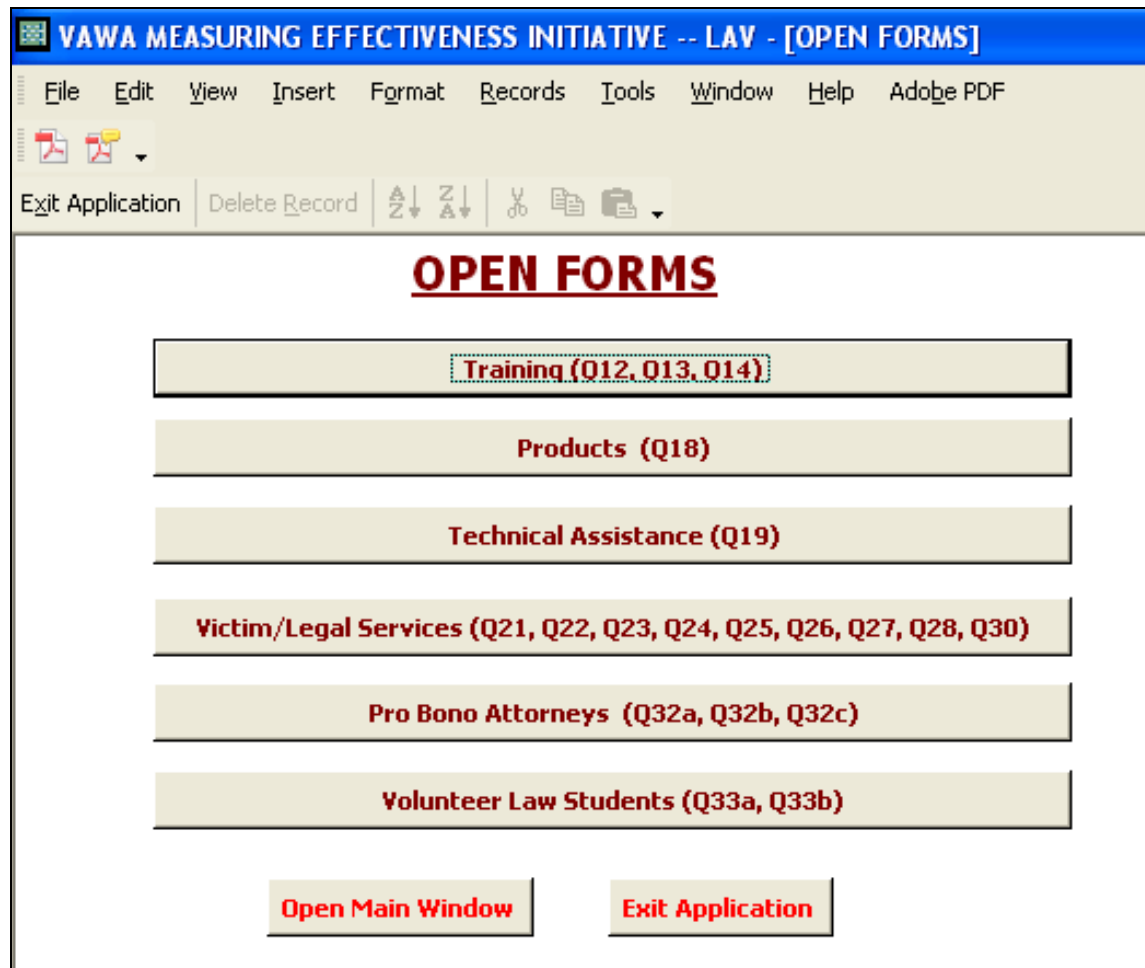 VAWA MEASURING EFFECTIVENESS INITIATIVE -- LAV - [OPEN FORMS]
File Edit View Insert Format Records Tools Window Help Adobe PDF
Exit Application Delete Record
OPEN FORMS
Training (Q12, Q13, Q14)
Products (Q18)
Technical Assistance (Q19)
Victim/Legal Services (Q21, Q22, Q23, Q24, Q25, Q26, Q27, Q28, Q30)
Pro Bono Attorneys (Q32a, Q32b, Q32c)
Volunteer Law Students (Q33a, Q33b)
Open Main Window Exit Application